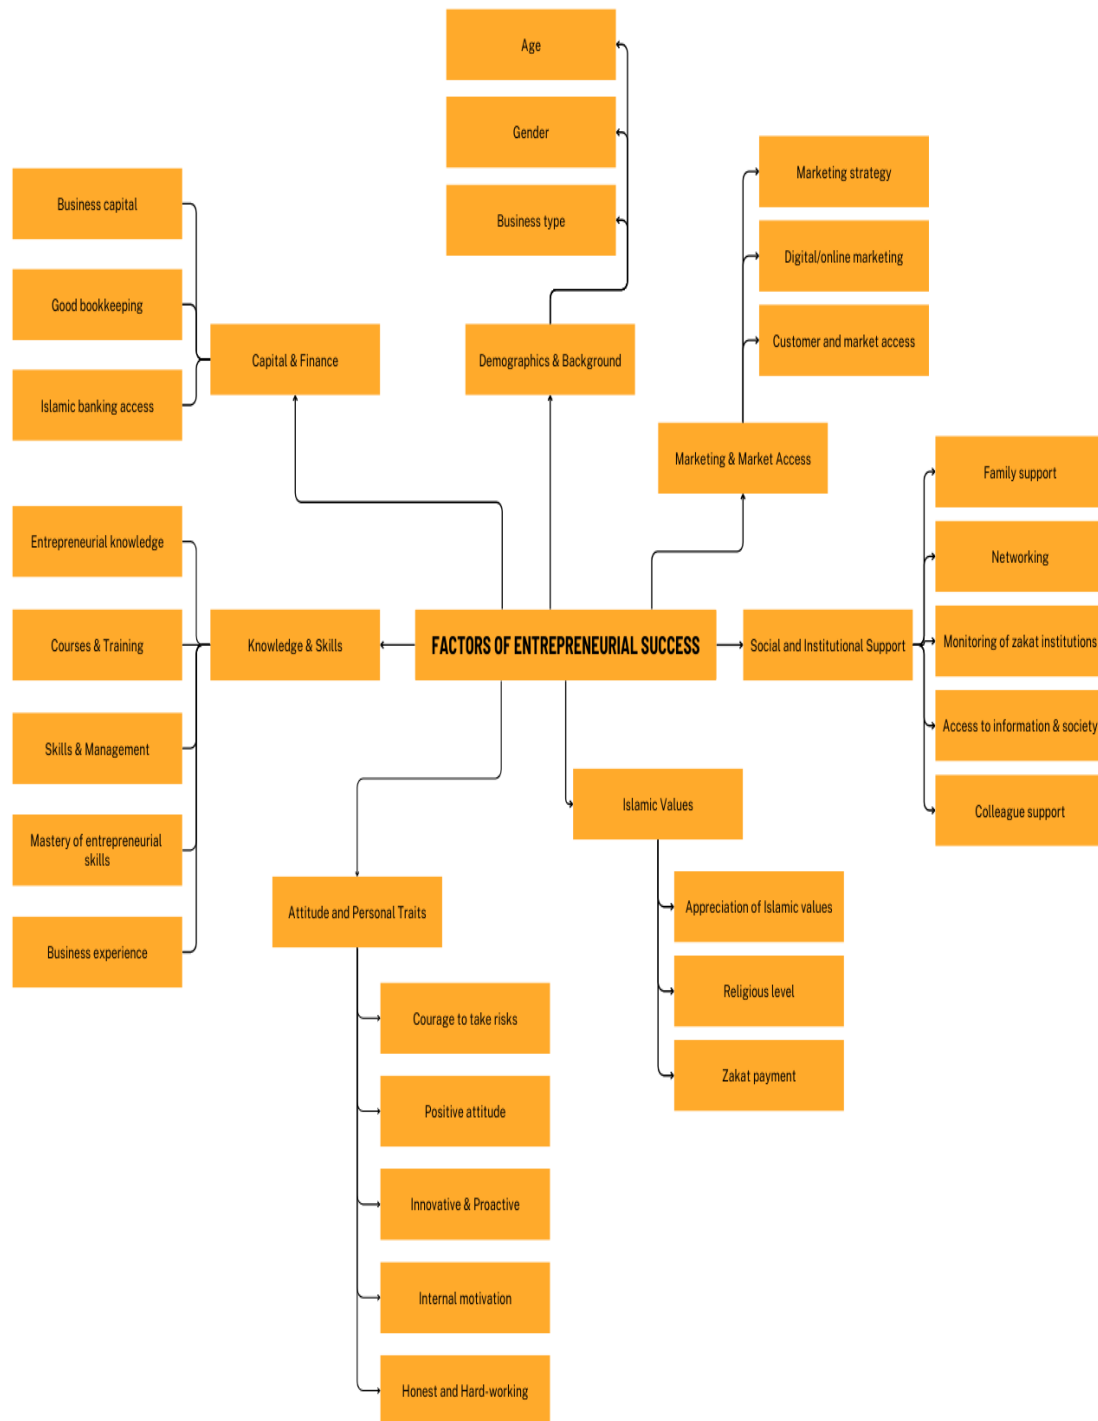 Age
Gender
Business type
Demographics & Background
Marketing strategy
Digital/online marketing
Customer and market access
Marketing & Market Access
Business capital
Good bookkeeping
Islamic banking access
Capital & Finance
Entrepreneurial knowledge
Courses & Training
Skills & Management
Mastery of entrepreneurial
skills
Business experience
Knowledge & Skills
FACTORS OF ENTREPRENEURIAL SUCCESS
Social and Institutional Support
Family support
Networking
Monitoring of zakat institutions
Access to information & society
Colleague support
Islamic Values
Appreciation of Islamic values
Religious level
Zakat payment
Attitude and Personal Traits
Courage to take risks
Positive attitude
Innovative & Proactive
Internal motivation
Honest and Hard-working